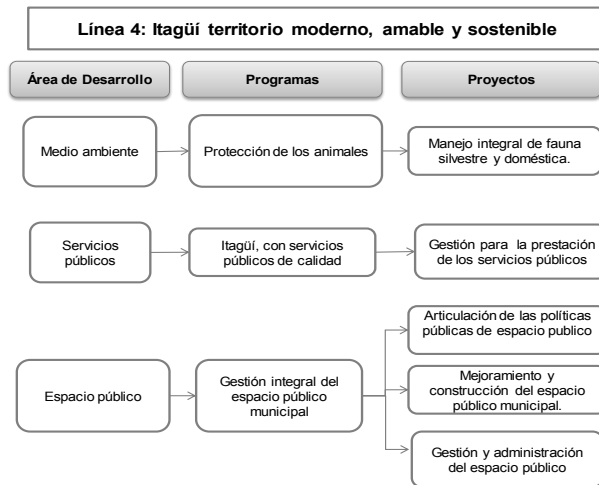 Línea 4: Itagüí territorio moderno, amable y sostenible
Área de Desarrollo
Programas
Proyectos
Medio ambiente
Protección de los animales
Manejo integral de fauna
silvestre y doméstica.
Servicios
públicos
Itagüí, con servicios
públicos de calidad
Gestión para la prestación
de los servicios públicos
Espacio público
Gestión integral del
espacio público
municipal
Articulación de las políticas
públicas de espacio publico
Mejoramiento y
construcción del espacio
público municipal.
Gestión y administración
del espacio público